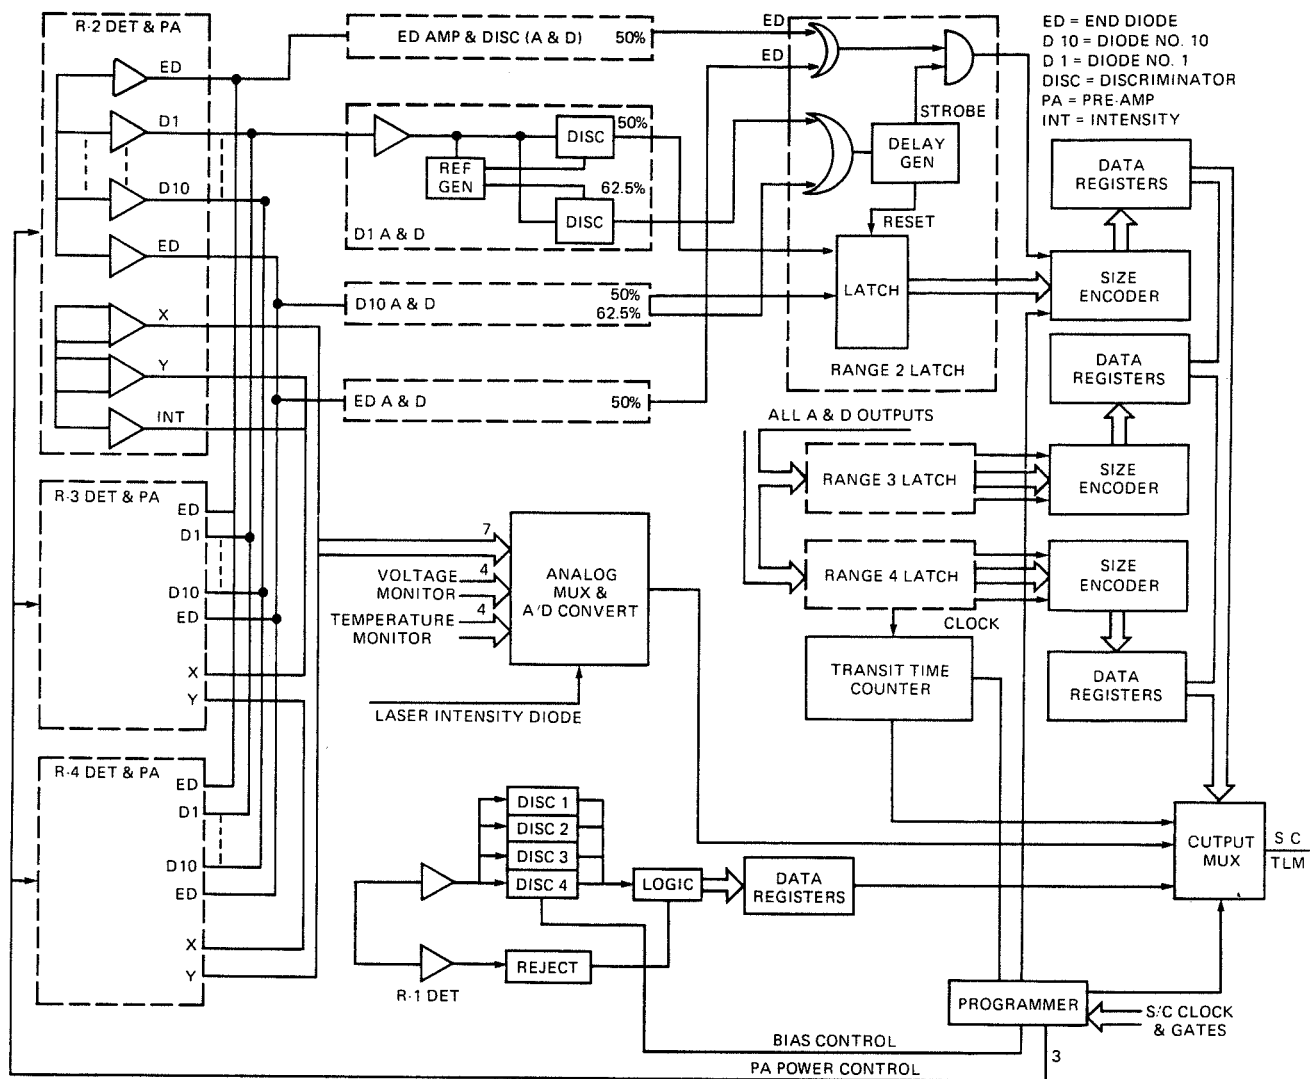 R-2 DET & PA
ED
D1
D10
ED
X
Y
INT
ED AMP & DISC (A & D) 50%
DISC
50%
REF
GEN
62.5%
DISC
D1 A & D
50%
D10 A & D
62.5%
ED A & D 50%
ED
ED
STROBE
DELAY
GEN
RESET
LATCH
RANGE 2 LATCH
ED = END DIODE
D 10 = DIODE NO. 10
D 1 = DIODE NO. 1
DISC = DISCRIMINATOR
PA = PRE-AMP
INT = INTENSITY
DATA
REGISTERS
SIZE
ENCODER
DATA
REGISTERS
ALL A & D OUTPUTS
RANGE 3 LATCH
SIZE
ENCODER
RANGE 4 LATCH
SIZE
ENCODER
CLOCK
TRANSIT TIME
COUNTER
DATA
REGISTERS
R-3 DET & PA
ED
D1
D10
ED
X
Y
7
4
VOLTAGE
MONITOR
4
TEMPERATURE
MONITOR
ANALOG
MUX &
A/D CONVERT
LASER INTENSITY DIODE
R-4 DET & PA
ED
D1
D10
ED
X
Y
DISC 1
DISC 2
DISC 3
DISC 4
LOGIC
DATA
REGISTERS
REJECT
R-1 DET
CUTPUT
MUX
S C
TLM
PROGRAMMER
S/C CLOCK
& GATES
BIAS CONTROL
3
PA POWER CONTROL